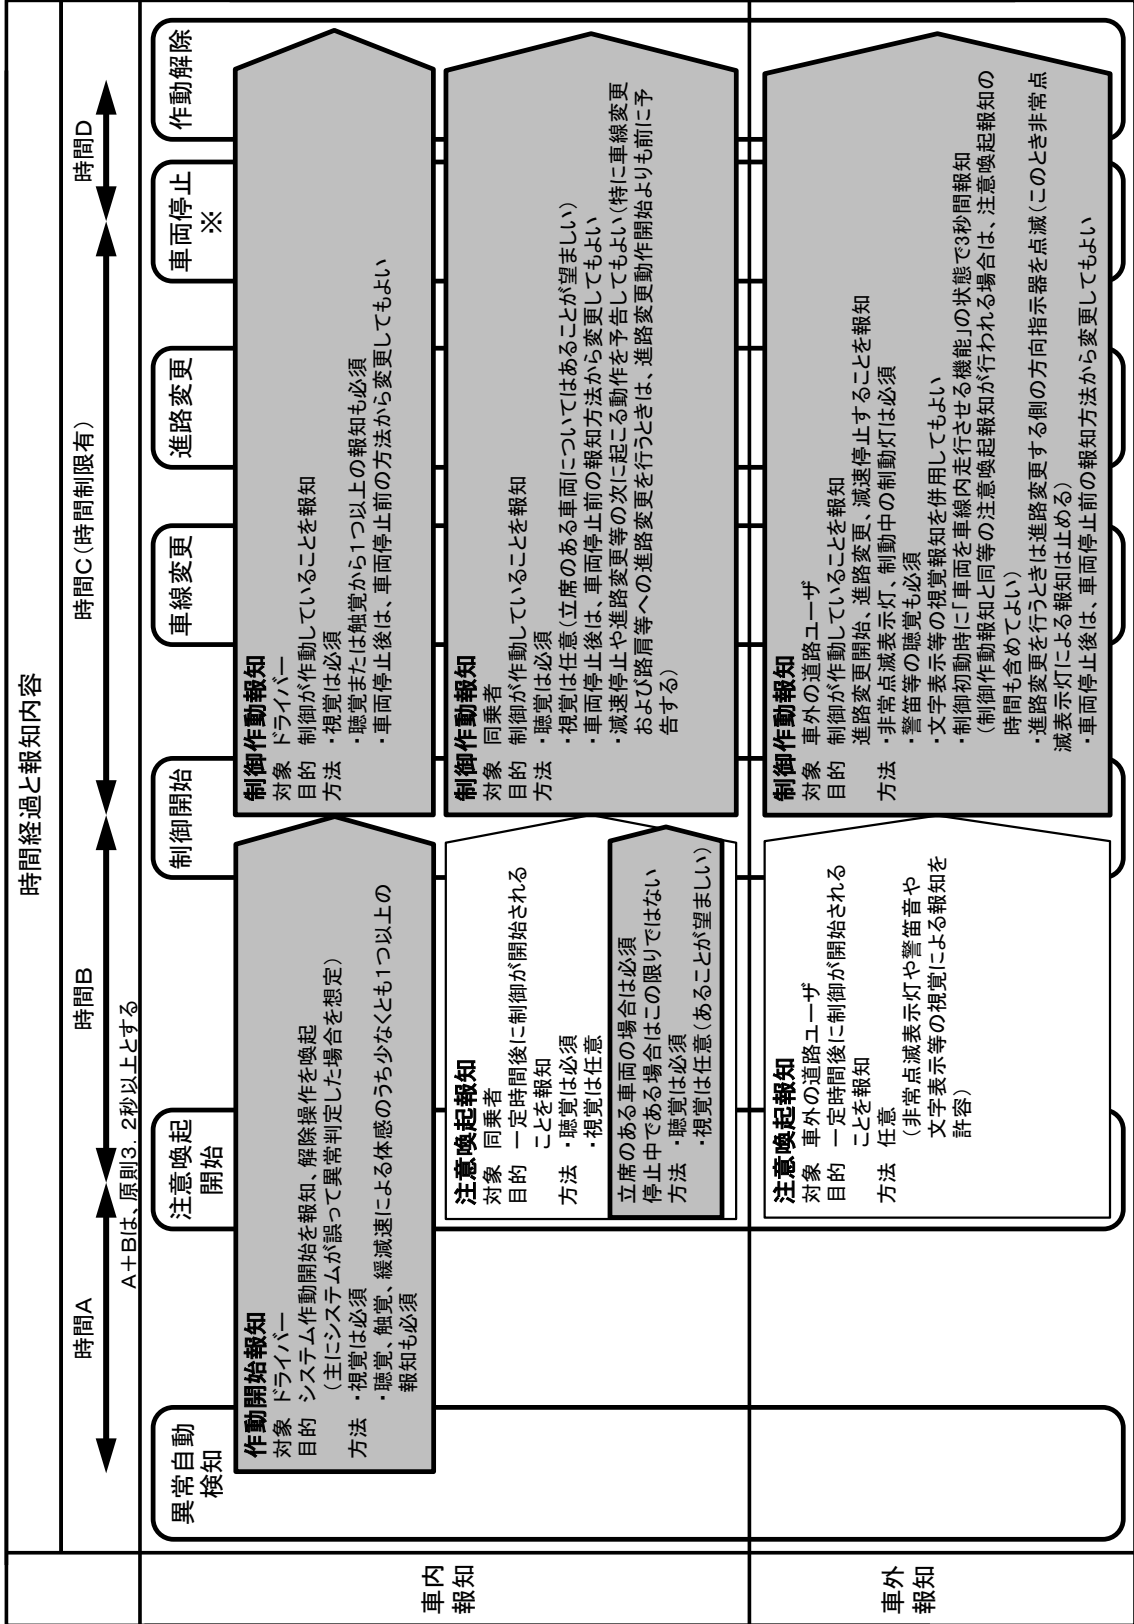 時間経過と報知内容
時間A
時間B
時間C(時間制限有)
時間D
A+Bは、原則3.2秒以上とする
異常自動
検知
注意喚起
開始
制御開始
車線変更
進路変更
車両停止
※
作動解除
車内
報知
作動開始報知
対象 ドライバー
目的 システム作動開始を報知、解除操作を喚起
(主にシステムが誤って異常判定した場合を想定)
方法 ・視覚は必須
・聴覚、触覚、緩減速による体感のうち少なくとも1つ以上の
報知も必須
制御作動報知
対象 ドライバー
目的 制御が作動していることを報知
方法 ・視覚は必須
・聴覚または触覚から1つ以上の報知も必須
・車両停止後は、車両停止前の方法から変更してもよい
注意喚起報知
対象 同乗者
目的 一定時間後に制御が開始される
ことを報知
方法 ・聴覚は必須
・視覚は任意
立席のある車両の場合は必須
停止中である場合はこの限りではない
方法 ・聴覚は必須
・視覚は任意(あることが望ましい)
制御作動報知
対象 同乗者
目的 制御が作動していることを報知
方法 ・聴覚は必須
・視覚は任意(立席のある車両についてはあることが望ましい)
・車両停止後は、車両停止前の報知方法から変更してもよい
・減速停止や進路変更等の次に起こる動作を予告してもよい(特に車線変更
および路肩等への進路変更を行うときは、進路変更動作開始よりも前に予
告する)
車外
報知
注意喚起報知
対象 車外の道路ユーザ
目的 一定時間後に制御が開始される
ことを報知
方法 任意
(非常点滅表示灯や警笛音や
文字表示等の視覚による報知を
許容)
制御作動報知
対象 車外の道路ユーザ
目的 制御が作動していることを報知
進路変更開始、進路変更、減速停止することを報知
方法 ・非常点滅表示灯、制動中の制動灯は必須
・警笛等の聴覚も必須
・文字表示等の視覚報知を併用してもよい
・制御初動時に「車両を車線内走行させる機能」の状態で3秒間報知
(制御作動報知と同等の注意喚起報知が行われる場合は、注意喚起報知の
時間も含めてよい)
・進路変更を行うときは進路変更する側の方向指示器を点滅(このとき非常点
滅表示灯による報知は止める)
・車両停止後は、車両停止前の報知方法から変更してもよい